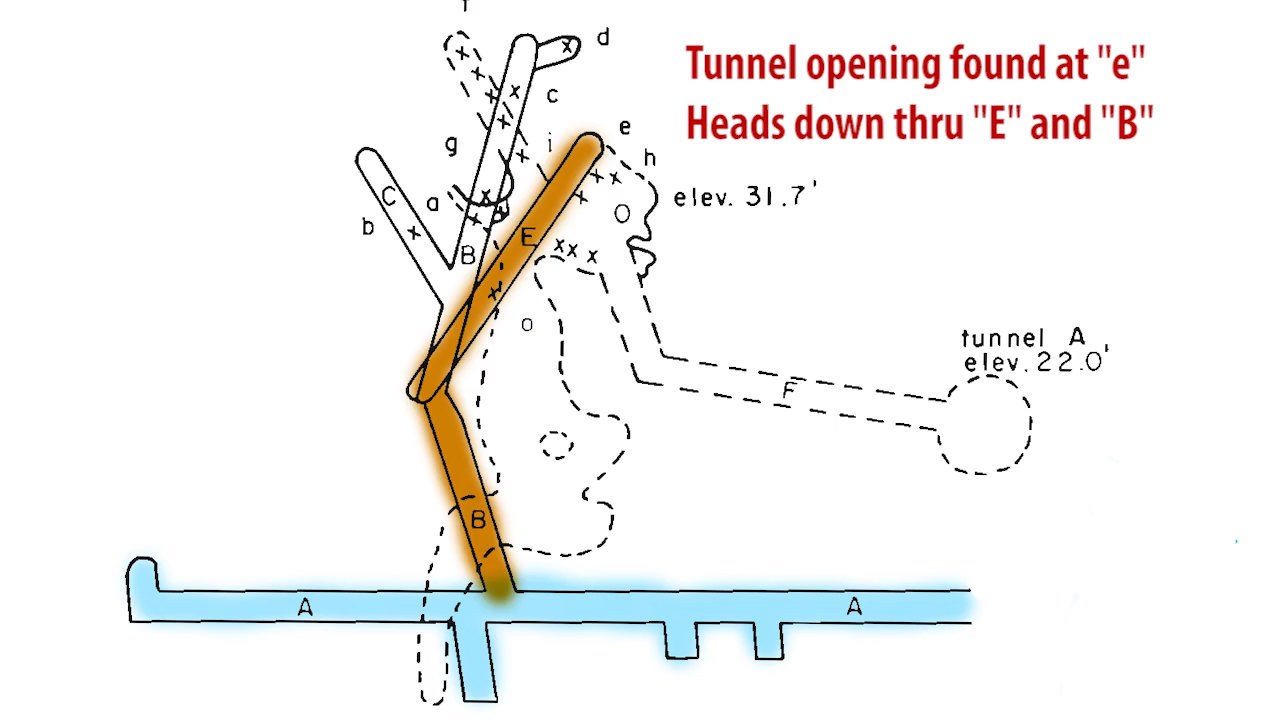 f
d
Tunnel opening found at "e"
Heads down thru "E" and "B"
c
e
g
i
h
C
a
elev. 31.7'
b
O
E
B
o
tunnel A
elev. 22.0'
F
B
A
A